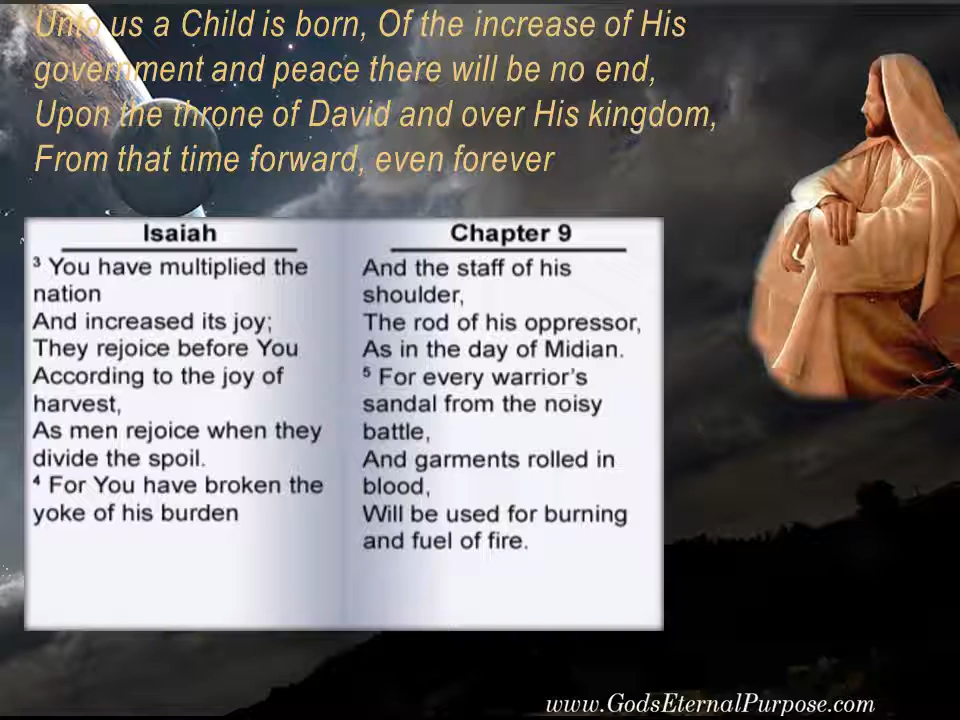 Unto us a Child is born, Of the increase of His
government and peace there will be no end,
Upon the throne of David and over His kingdom,
From that time forward, even forever
Isaiah
³ You have multiplied the
nation
And increased its joy;
They rejoice before You
According to the joy of
harvest,
As men rejoice when they
divide the spoil.
⁴ For You have broken the
yoke of his burden
Chapter 9
And the staff of his
shoulder,
The rod of his oppressor,
As in the day of Midian.
⁵ For every warrior's
sandal from the noisy
battle,
And garments rolled in
blood,
Will be used for burning
and fuel of fire.
www.GodsEternalPurpose.com